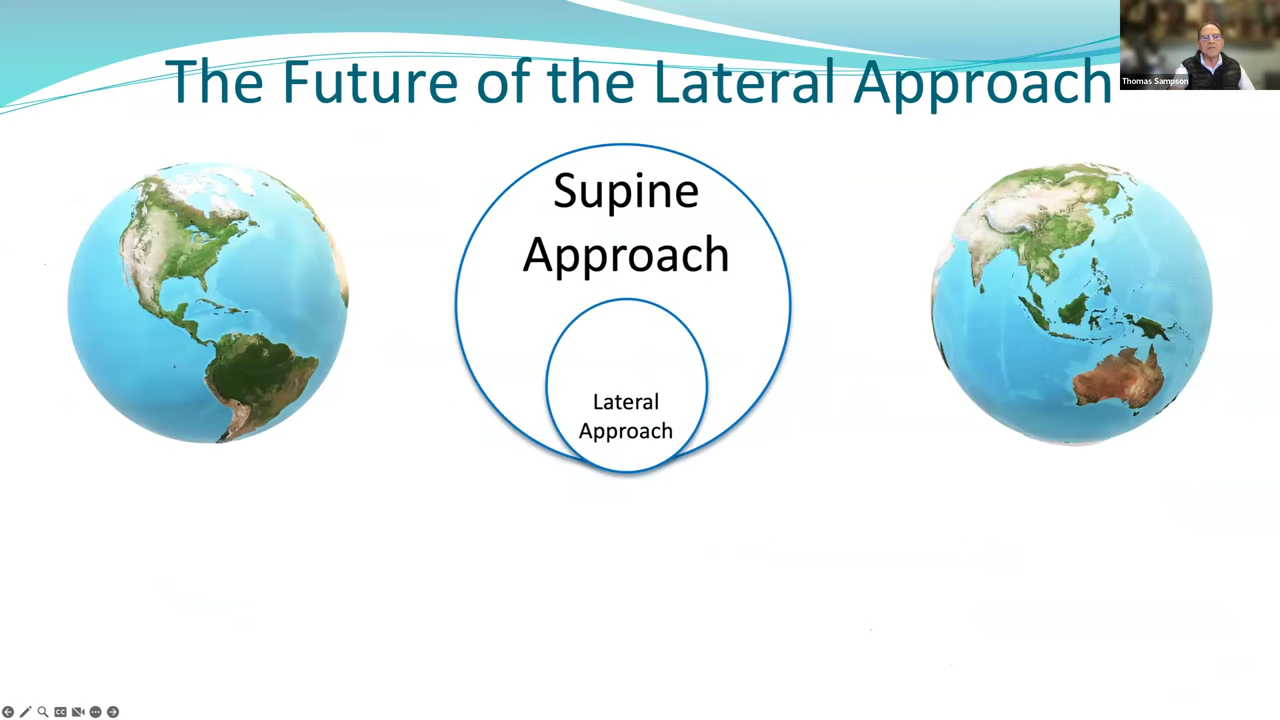 The Future of the Lateral Approach
Thomas Sampson
Supine
Approach
Lateral
Approach